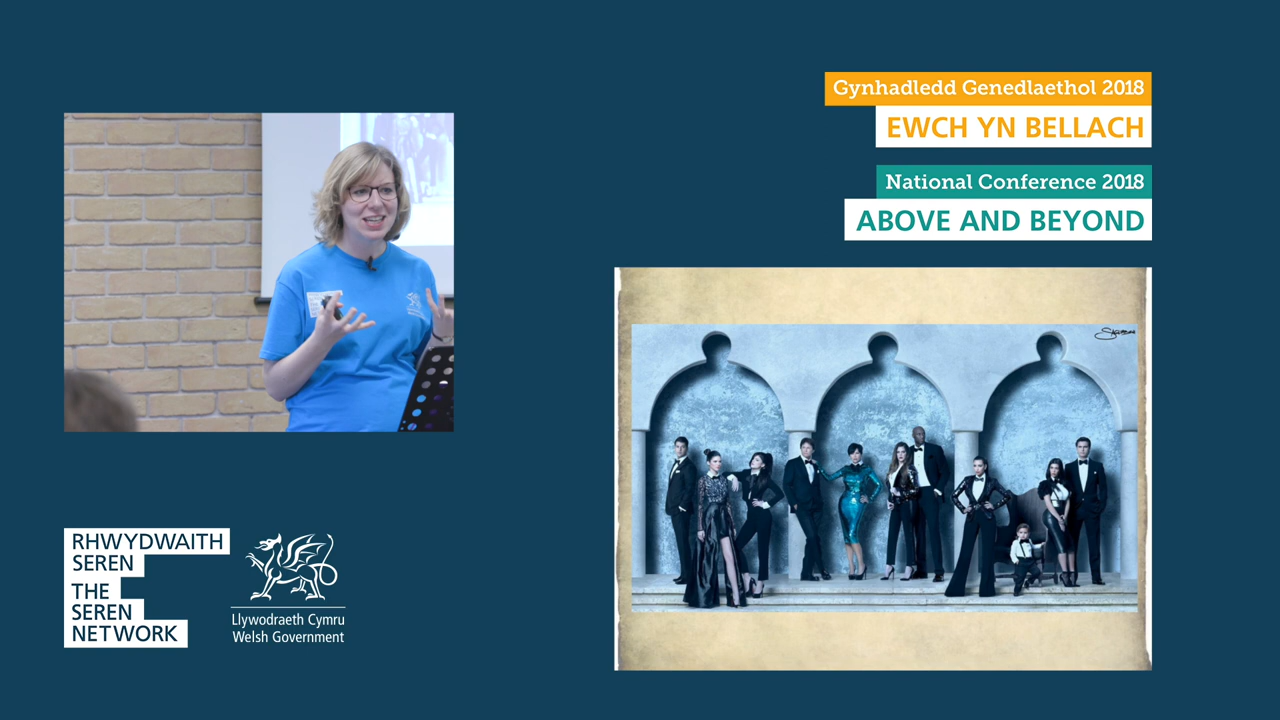 Gynhadledd Genedlaethol 2018
EWCH YN BELLACH
National Conference 2018
ABOVE AND BEYOND
RHWYDWAITH
SEREN
THE
SEREN
NETWORK
Llywodraeth Cymru
Welsh Government